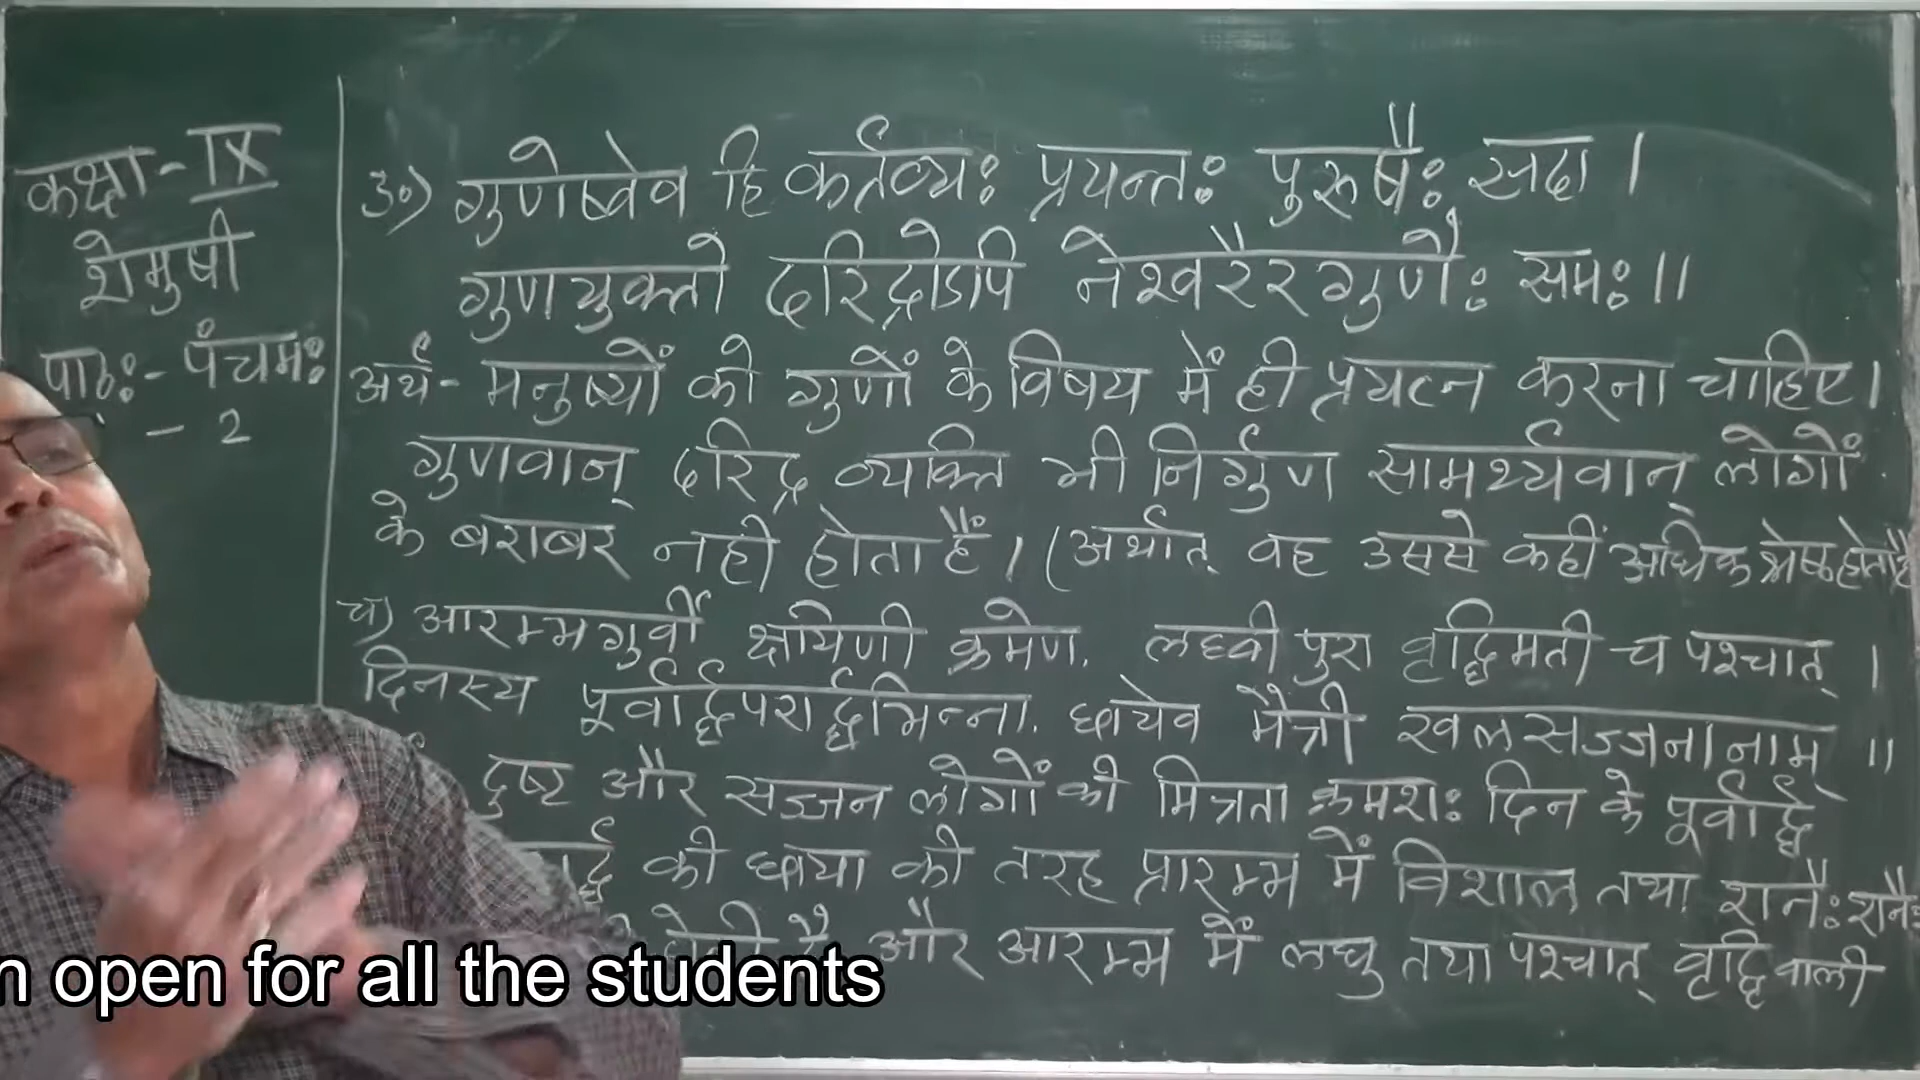 कक्षा - IX
शेमुषी
पाठः - पंचमः
- 2
ङ) गुणेष्वेव हि कर्तव्यः प्रयन्तः पुरुषैः सदा ।
गुणयुक्तो दरिद्रोऽपि नेश्वरैरगुणैः समः ॥
अर्थ - मनुष्यों को गुणों के विषय में ही प्रयत्न करना चाहिए ।
गुणवान् दरिद्र व्यक्ति भी निर्गुण सामर्थ्यवान् लोगों
के बराबर नहीं होता हैं । (अर्थात् वह उससे कहीं अधिक श्रेष्ठ होता है
च) आरम्भगुर्वी क्षयिणी क्रमेण, लघ्वी पुरा वृद्धिमती च पश्चात् ।
दिनस्य पूर्वार्द्धपरार्द्धभिन्ना, छायेव मैत्री खलसज्जनानाम् ॥
दुष्ट और सज्जन लोगों की मित्रता क्रमशः दिन के पूर्वार्द्ध
की छाया की तरह प्रारम्भ में विशाल तथा शनैः शनैः
होती है और आरम्भ में लघु तथा पश्चात् वृद्धि वाली
open for all the students